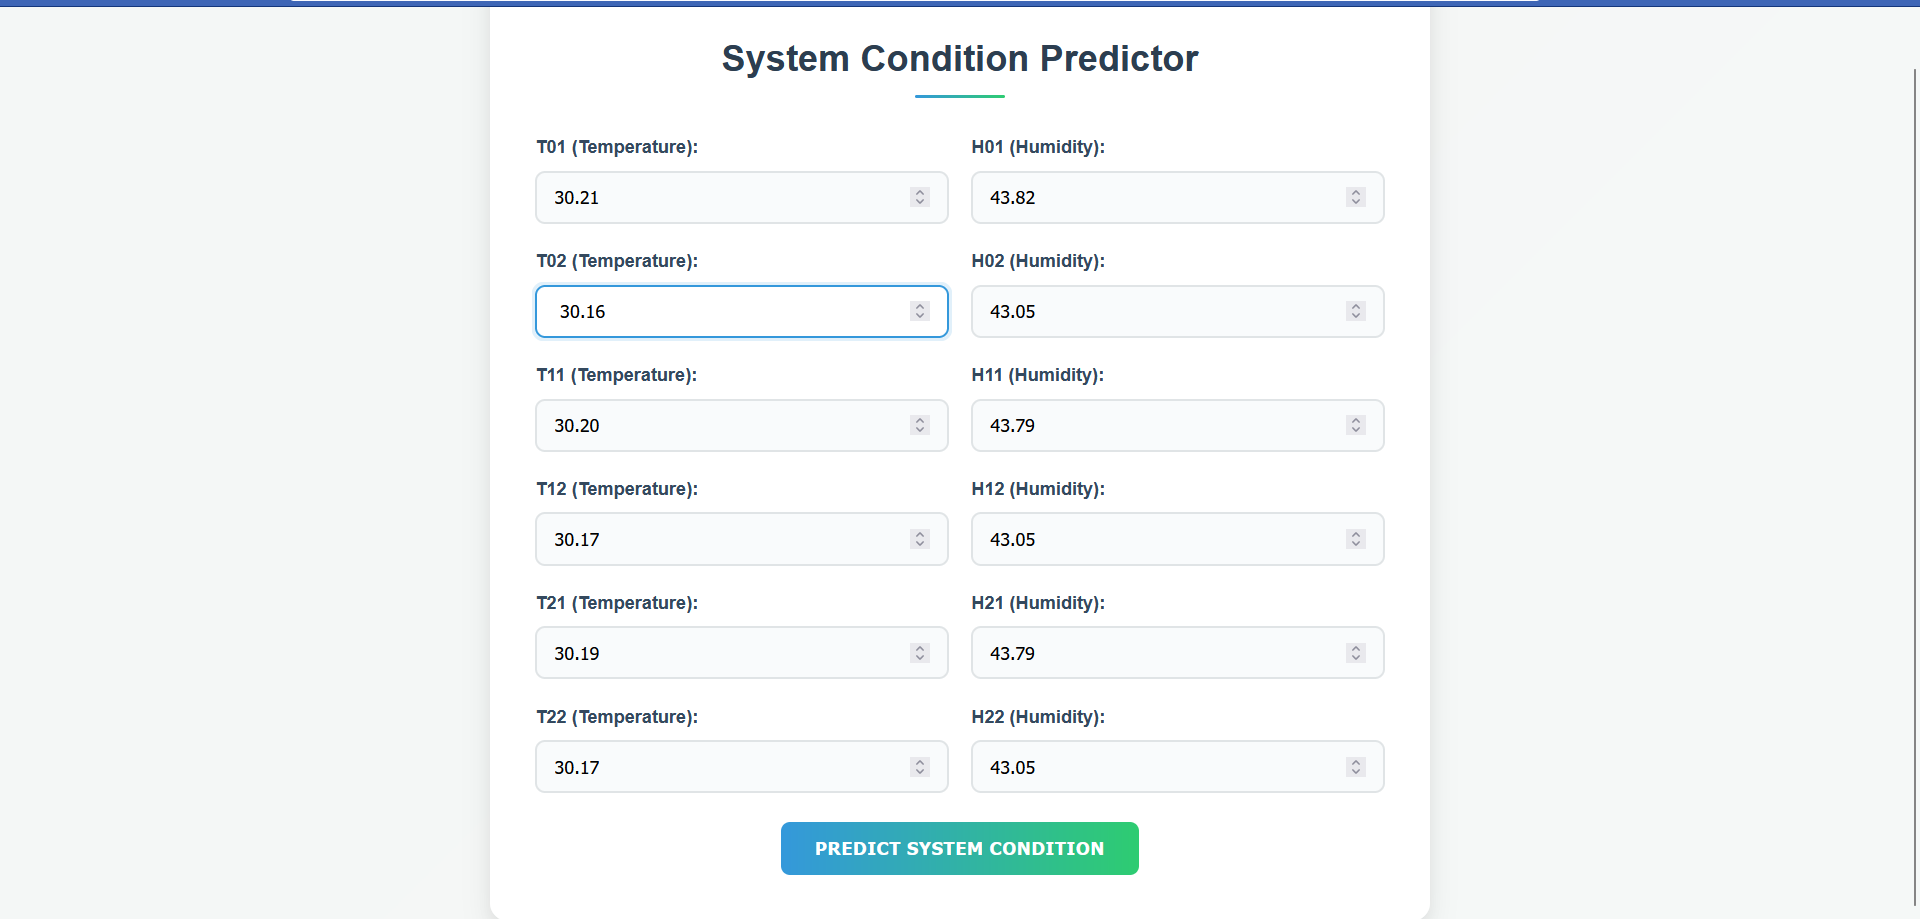 System Condition Predictor
T01 (Temperature): H01 (Humidity):
30.21 43.82
T02 (Temperature): H02 (Humidity):
30.16 43.05
T11 (Temperature): H11 (Humidity):
30.20 43.79
T12 (Temperature): H12 (Humidity):
30.17 43.05
T21 (Temperature): H21 (Humidity):
30.19 43.79
T22 (Temperature): H22 (Humidity):
30.17 43.05
PREDICT SYSTEM CONDITION